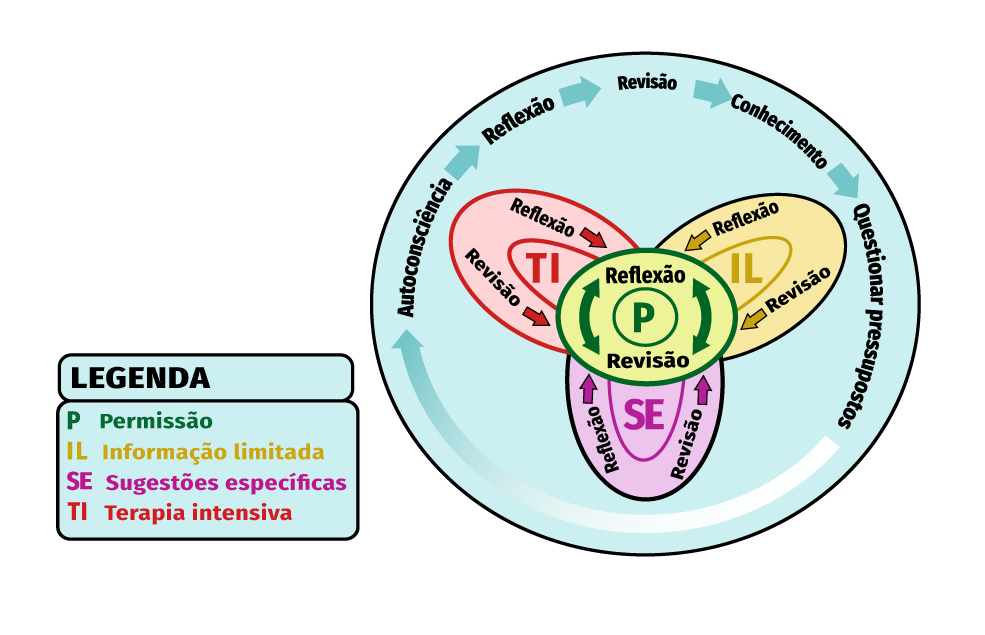 Revisão
Reflexão
Conhecimento
Autoconsciência
Questionar pressupostos
Reflexão
Revisão
TI
Reflexão
Revisão
IL
Reflexão
P
Revisão
SE
Reflexão
Revisão
LEGENDA
P Permissão
IL Informação limitada
SE Sugestões específicas
TI Terapia intensiva